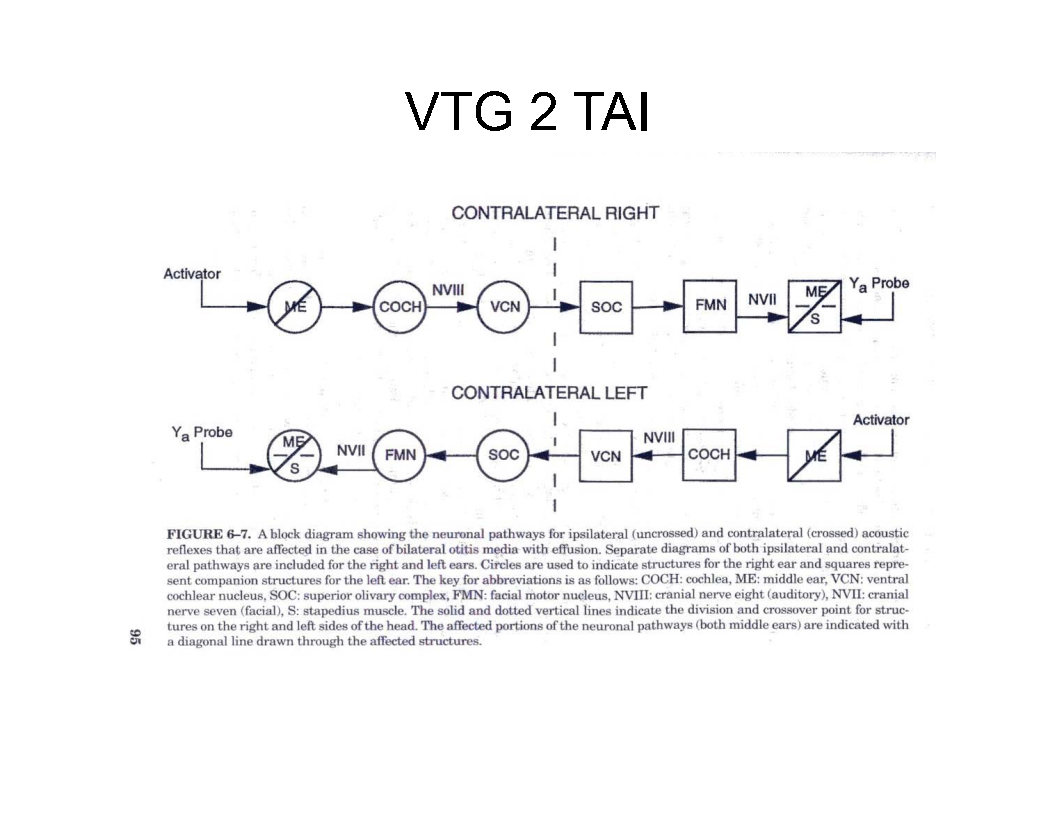 VTG 2 TAI
CONTRALATERAL RIGHT
Activator
ME
COCH
NVIII
VCN
SOC
FMN
NVII
ME
S
Ya Probe
CONTRALATERAL LEFT
Ya Probe
ME
S
NVII
FMN
SOC
VCN
NVIII
COCH
ME
Activator
FIGURE 6–7. A block diagram showing the neuronal pathways for ipsilateral (uncrossed) and contralateral (crossed) acoustic
reflexes that are affected in the case of bilateral otitis media with effusion. Separate diagrams of both ipsilateral and contralat-
eral pathways are included for the right and left ears. Circles are used to indicate structures for the right ear and squares repre-
sent companion structures for the left ear. The key for abbreviations is as follows: COCH: cochlea, ME: middle ear, VCN: ventral
cochlear nucleus, SOC: superior olivary complex, FMN: facial motor nucleus, NVIII: cranial nerve eight (auditory), NVII: cranial
nerve seven (facial), S: stapedius muscle. The solid and dotted vertical lines indicate the division and crossover point for struc-
tures on the right and left sides of the head. The affected portions of the neuronal pathways (both middle ears) are indicated with
a diagonal line drawn through the affected structures.
95